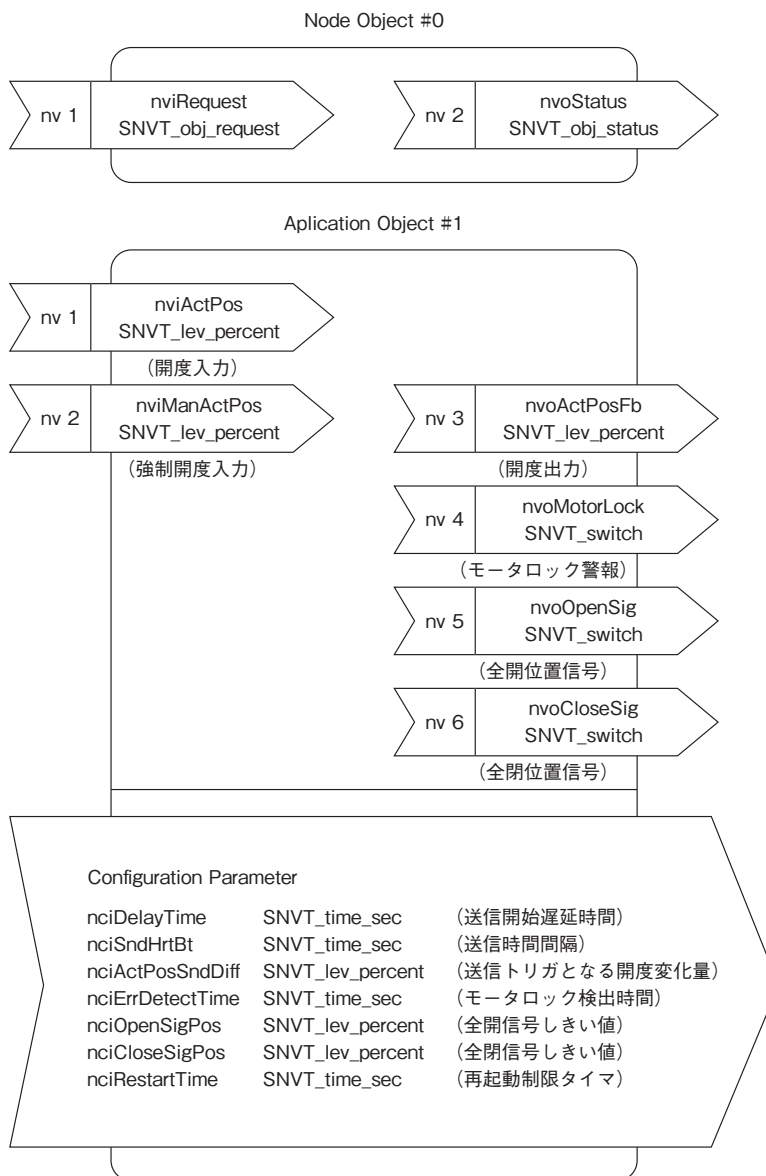 Node Object #0
nv 1
nviRequest
SNVT_obj_request
nv 2
nvoStatus
SNVT_obj_status
Aplication Object #1
nv 1
nviActPos
SNVT_lev_percent
（開度入力）
nv 2
nviManActPos
SNVT_lev_percent
（強制開度入力）
nv 3
nvoActPosFb
SNVT_lev_percent
（開度出力）
nv 4
nvoMotorLock
SNVT_switch
（モータロック警報）
nv 5
nvoOpenSig
SNVT_switch
（全開位置信号）
nv 6
nvoCloseSig
SNVT_switch
（全閉位置信号）
Configuration Parameter
nciDelayTime SNVT_time_sec （送信開始遅延時間）
nciSndHrtBt SNVT_time_sec （送信時間間隔）
nciActPosSndDiff SNVT_lev_percent （送信トリガとなる開度変化量）
nciErrDetectTime SNVT_time_sec （モータロック検出時間）
nciOpenSigPos SNVT_lev_percent （全開信号しきい値）
nciCloseSigPos SNVT_lev_percent （全閉信号しきい値）
nciRestartTime SNVT_time_sec （再起動制限タイマ）